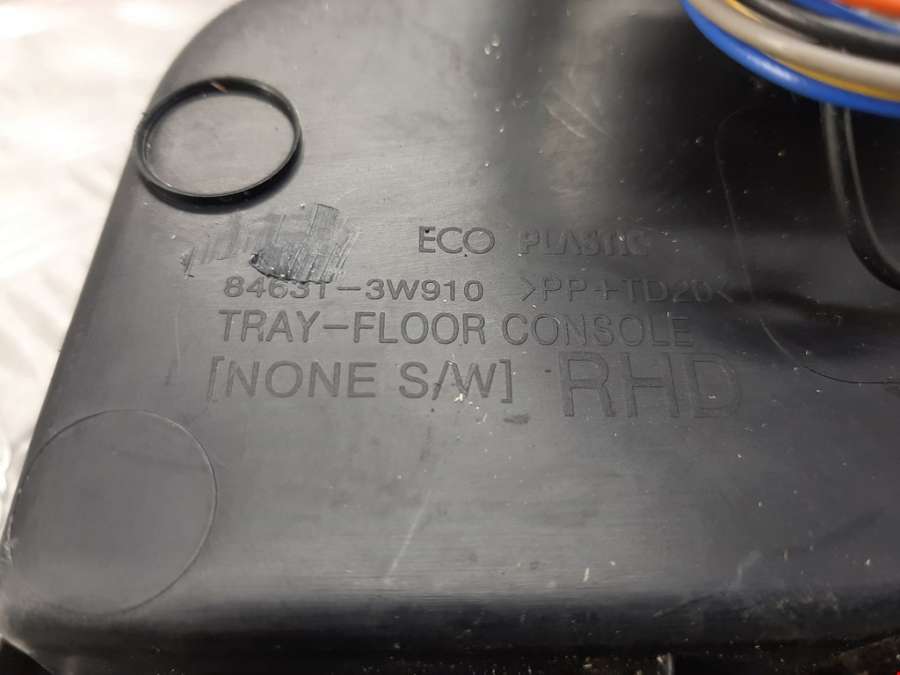 ECO PLASTIC
84631-3W910 >PP+TD20<
TRAY-FLOOR CONSOLE
[NONE S/W] RHD